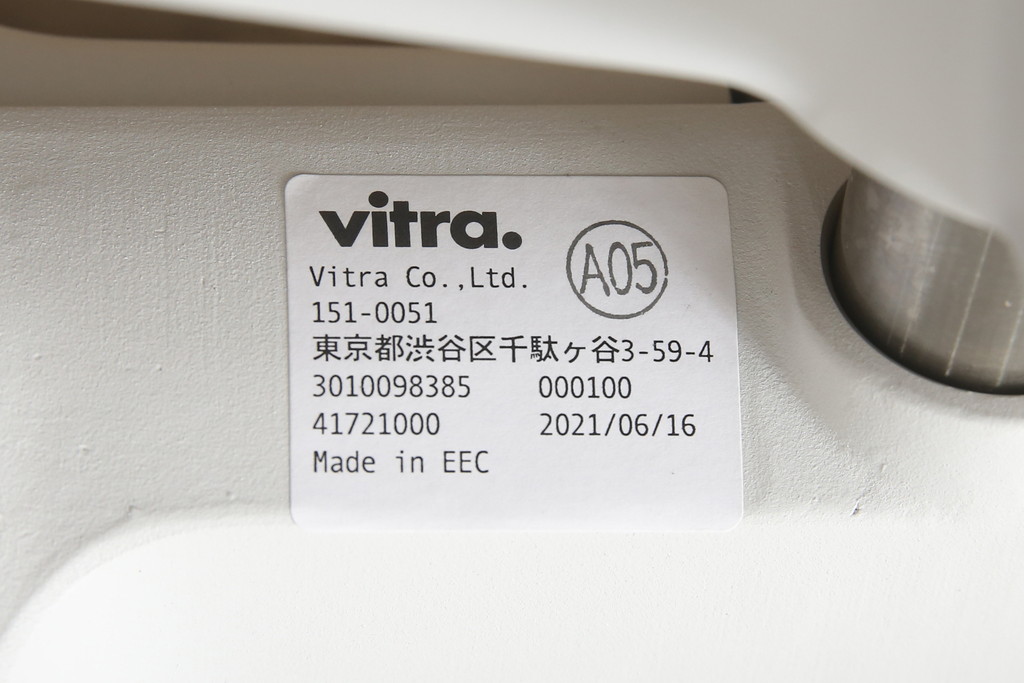 vitra.
A05
Vitra Co.,Ltd.
151-0051
東京都渋谷区千駄ヶ谷3-59-4
3010098385 000100
41721000 2021/06/16
Made in EEC